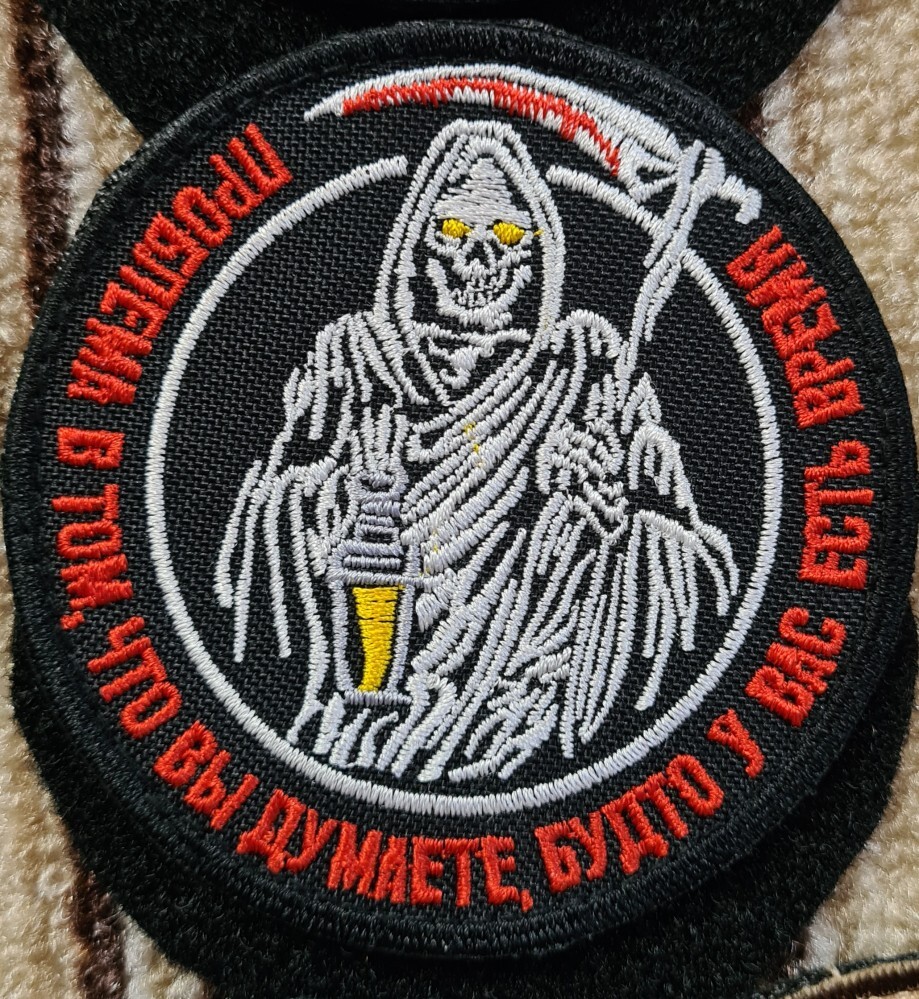 ПРОБЛЕМА В ТОМ, ЧТО ВЫ ДУМАЕТЕ, БУДТО У ВАС ЕСТЬ ВРЕМЯ